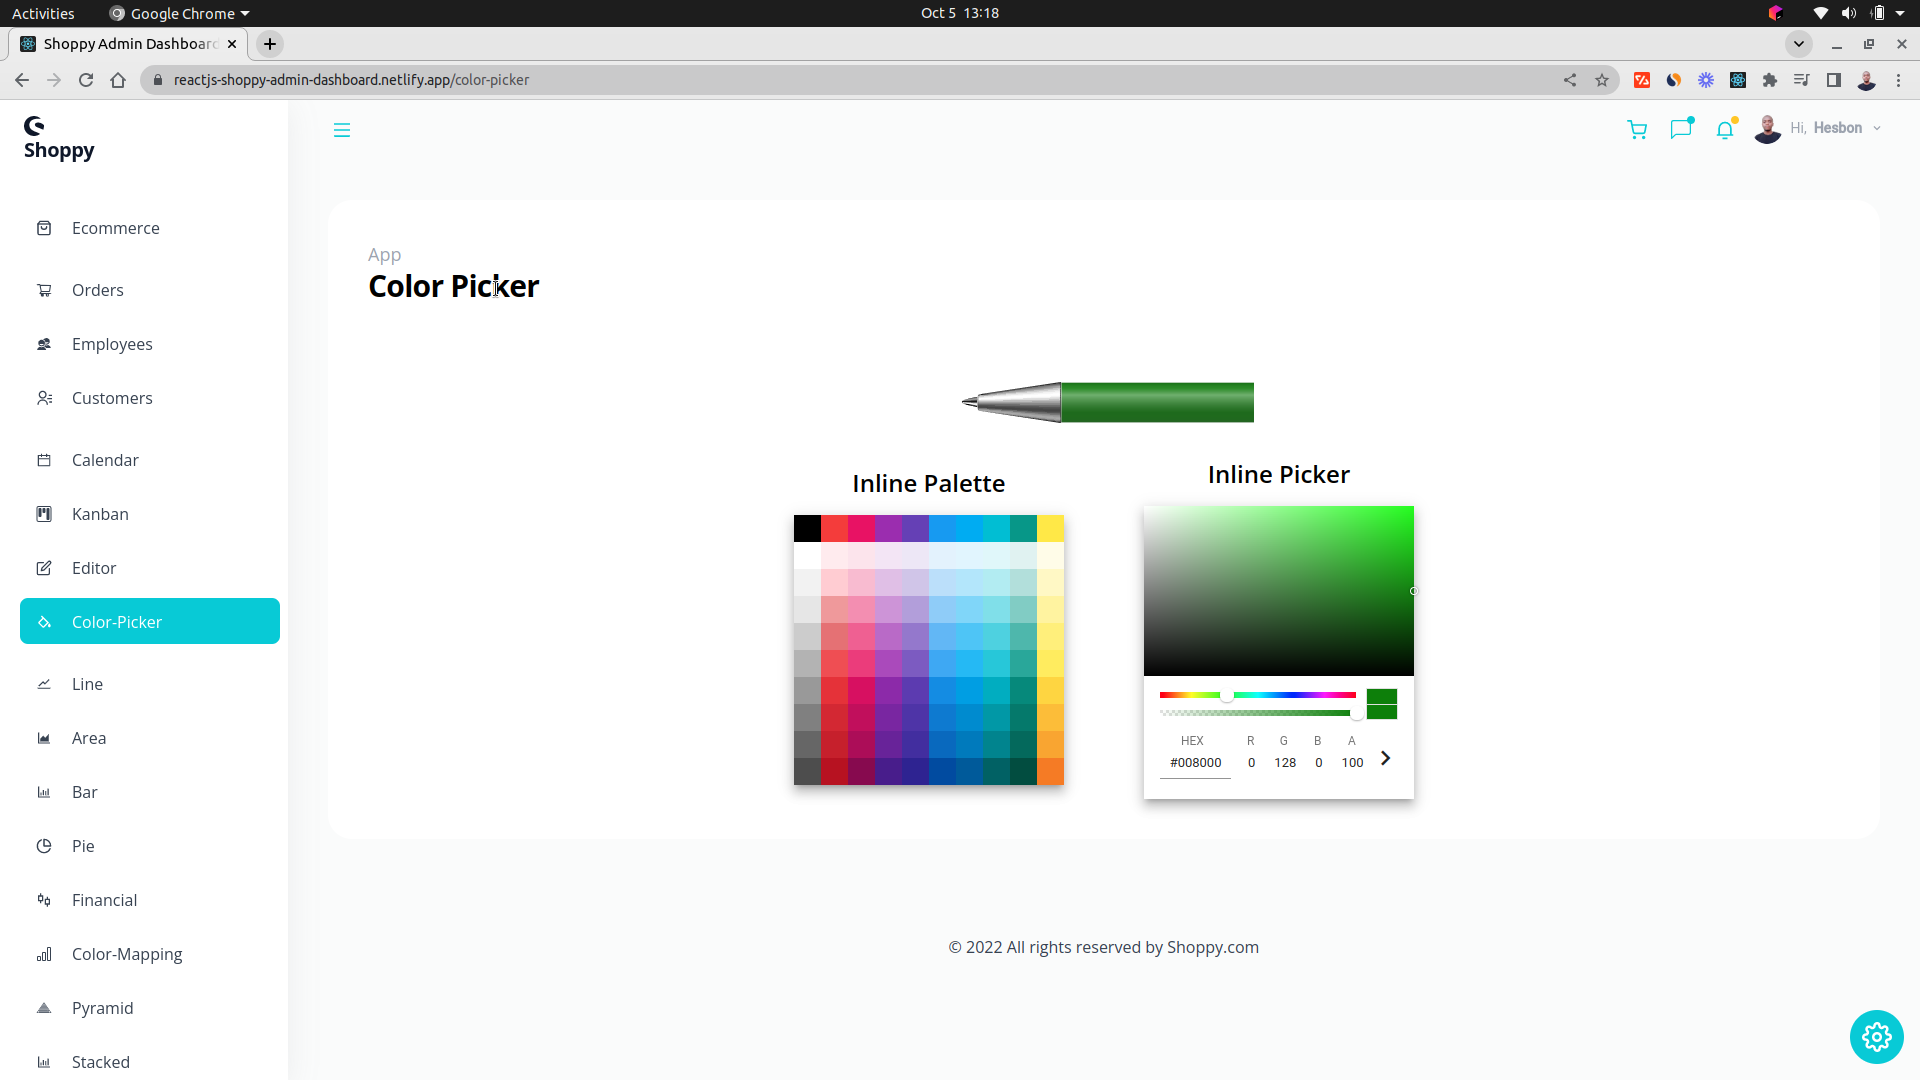 Activities
Google Chrome
Oct 5 13:18
Shoppy Admin Dashboard
reactjs-shoppy-admin-dashboard.netlify.app/color-picker
Shoppy
Hi, Hesbon
Ecommerce
Orders
Employees
Customers
Calendar
Kanban
Editor
Color-Picker
Line
Area
Bar
Pie
Financial
Color-Mapping
Pyramid
Stacked
App
Color Picker
Inline Palette
Inline Picker
HEX R G B A
#008000 0 128 0 100
© 2022 All rights reserved by Shoppy.com